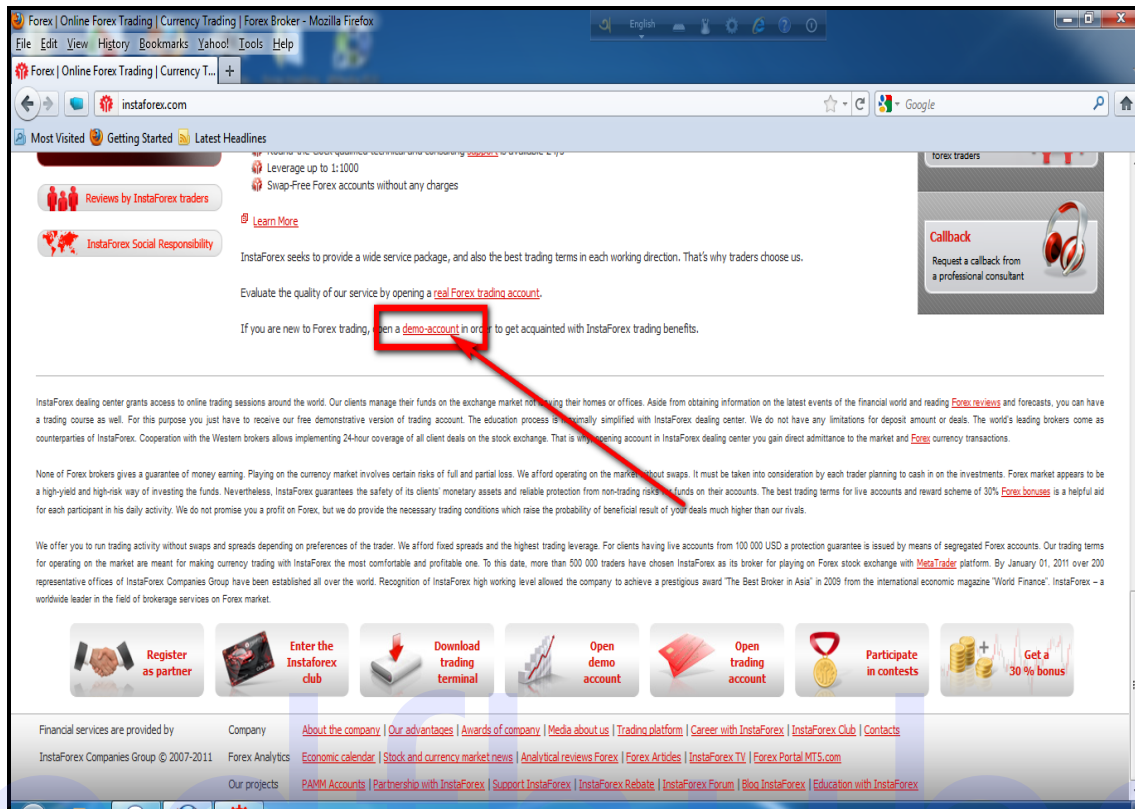 Forex | Online Forex Trading | Currency Trading | Forex Broker - Mozilla Firefox
English
File Edit View History Bookmarks Yahoo! Tools Help
Forex | Online Forex Trading | Currency T...
instaforex.com
Google
Most Visited Getting Started Latest Headlines
forex traders
Leverage up to 1:1000
Swap-Free Forex accounts without any charges
Reviews by InstaForex traders
Learn More
InstaForex Social Responsibility
Callback
Request a callback from
a professional consultant
InstaForex seeks to provide a wide service package, and also the best trading terms in each working direction. That's why traders choose us.
Evaluate the quality of our service by opening a real Forex trading account.
If you are new to Forex trading, open a demo-account in order to get acquainted with InstaForex trading benefits.
InstaForex dealing center grants access to online trading sessions around the world. Our clients manage their funds on the exchange market not leaving their homes or offices. Aside from obtaining information on the latest events of the financial world and reading Forex reviews and forecasts, you can have
a trading course as well. For this purpose you just have to receive our free demonstrative version of trading account. The education process is maximally simplified with InstaForex dealing center. We do not have any limitations for deposit amount or deals. The world's leading brokers come as
counterparties of InstaForex. Cooperation with the Western brokers allows implementing 24-hour coverage of all client deals on the stock exchange. That is why, opening account in InstaForex dealing center you gain direct admittance to the market and Forex currency transactions.
None of Forex brokers gives a guarantee of money earning. Playing on the currency market involves certain risks of full and partial loss. We afford operating on the market without swaps. It must be taken into consideration by each trader planning to cash in on the investments. Forex market appears to be
a high-yield and high-risk way of investing the funds. Nevertheless, InstaForex guarantees the safety of its clients' monetary assets and reliable protection from non-trading risks for funds on their accounts. The best trading terms for live accounts and reward scheme of 30% Forex bonuses is a helpful aid
for each participant in his daily activity. We do not promise you a profit on Forex, but we do provide the necessary trading conditions which raise the probability of beneficial result of your deals much higher than our rivals.
We offer you to run trading activity without swaps and spreads depending on preferences of the trader. We afford fixed spreads and the highest trading leverage. For clients having live accounts from 100 000 USD a protection guarantee is issued by means of segregated Forex accounts. Our trading terms
for operating on the market are meant for making currency trading with InstaForex the most comfortable and profitable one. To this date, more than 500 000 traders have chosen InstaForex as its broker for playing on Forex stock exchange with MetaTrader platform. By January 01, 2011 over 200
representative offices of InstaForex Companies Group have been established all over the world. Recognition of InstaForex high working level allowed the company to achieve a prestigious award "The Best Broker in Asia" in 2009 from the international economic magazine "World Finance". InstaForex – a
worldwide leader in the field of brokerage services on Forex market.
Register
as partner
Enter the
Instaforex
club
Download
trading
terminal
Open
demo
account
Open
trading
account
Participate
in contests
Get a
30 % bonus
Financial services are provided by
InstaForex Companies Group © 2007-2011
Company About the company | Our advantages | Awards of company | Media about us | Trading platform | Career with InstaForex | InstaForex Club | Contacts
Forex Analytics Economic calendar | Stock and currency market news | Analytical reviews Forex | Forex Articles | InstaForex TV | Forex Portal MT5.com
Our projects PAMM Accounts | Partnership with InstaForex | Support InstaForex | InstaForex Rebate | InstaForex Forum | Blog InstaForex | Education with InstaForex